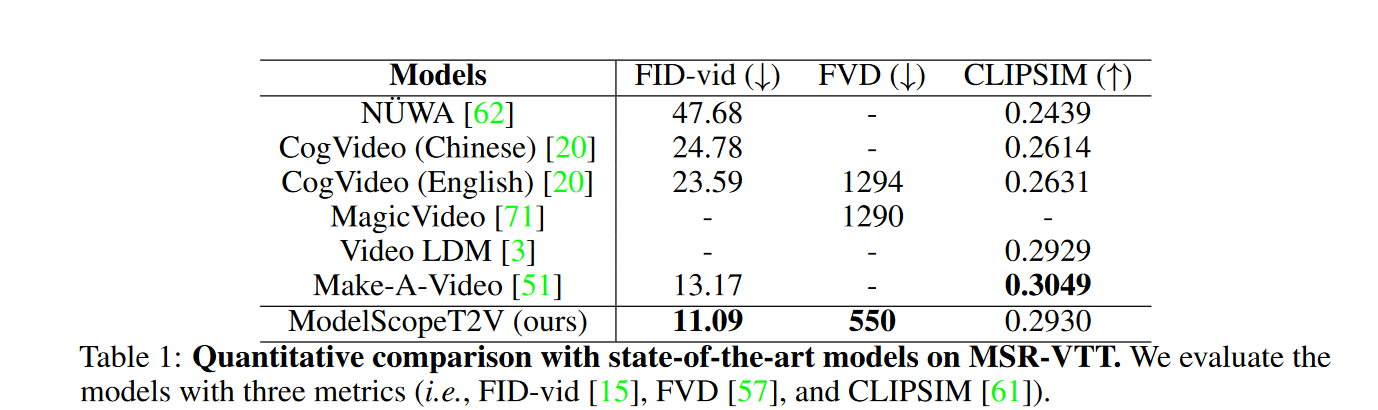 Models FID-vid (↓) FVD (↓) CLIPSIM (↑)
NÜWA [62] 47.68 - 0.2439
CogVideo (Chinese) [20] 24.78 - 0.2614
CogVideo (English) [20] 23.59 1294 0.2631
MagicVideo [71] - 1290 -
Video LDM [3] - - 0.2929
Make-A-Video [51] 13.17 - 0.3049
ModelScopeT2V (ours) 11.09 550 0.2930
Table 1: Quantitative comparison with state-of-the-art models on MSR-VTT. We evaluate the
models with three metrics (i.e., FID-vid [15], FVD [57], and CLIPSIM [61]).